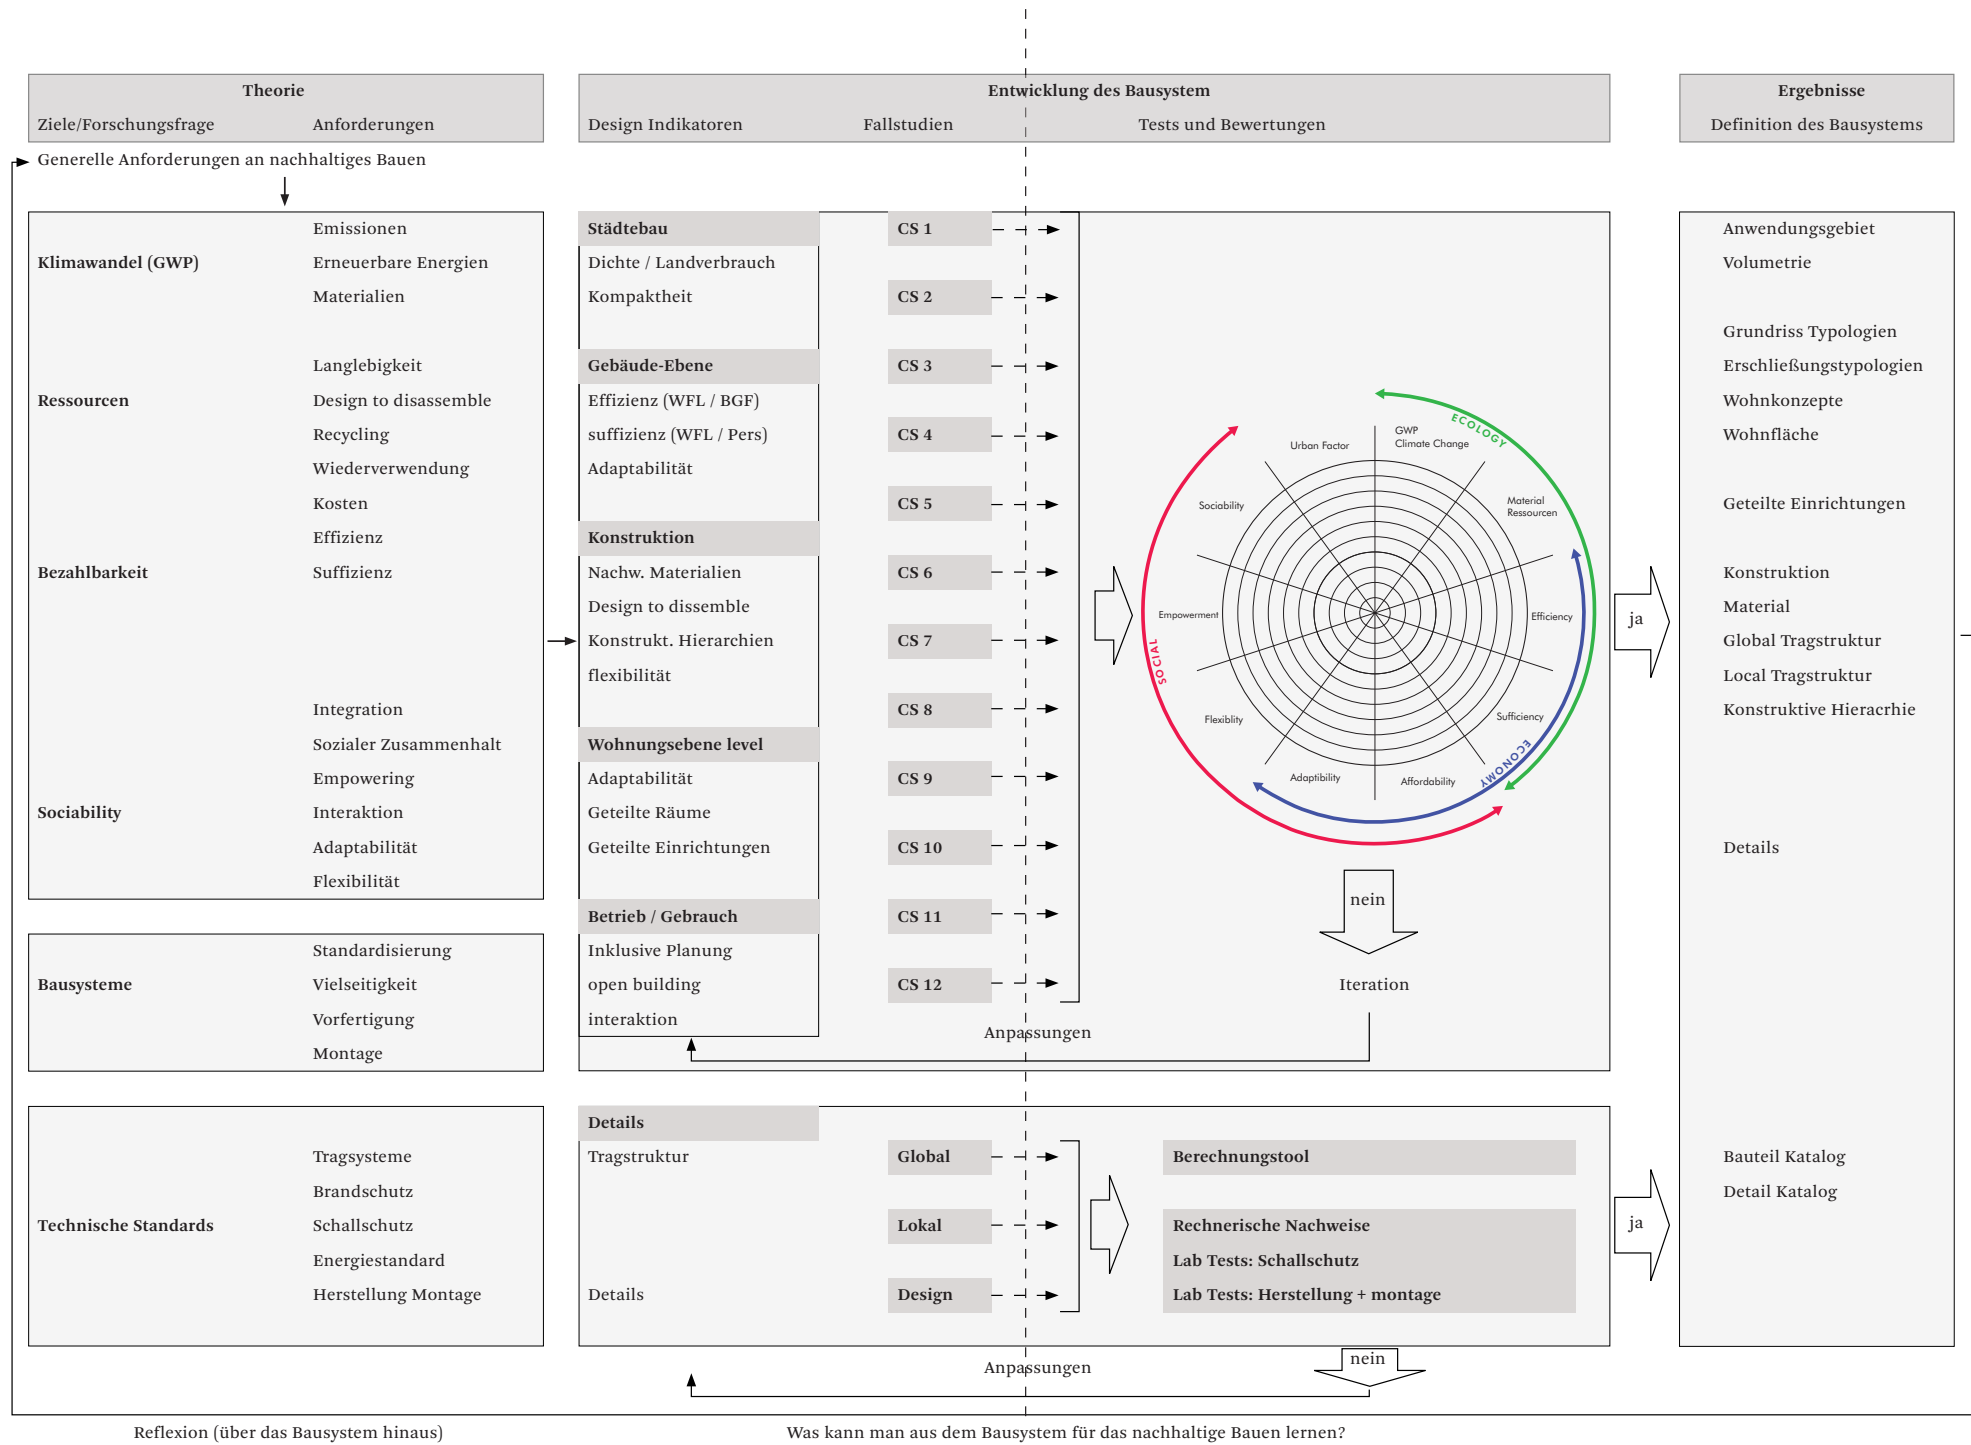 Theorie
Ziele/Forschungsfrage
Anforderungen
Entwicklung des Bausystem
Design Indikatoren
Fallstudien
Tests und Bewertungen
Ergebnisse
Definition des Bausystems
Generelle Anforderungen an nachhaltiges Bauen
Emissionen
Klimawandel (GWP)
Erneuerbare Energien
Materialien
Langlebigkeit
Ressourcen
Design to disassemble
Recycling
Wiederverwendung
Kosten
Effizienz
Bezahlbarkeit
Suffizienz
Integration
Sozialer Zusammenhalt
Empowering
Sociability
Interaktion
Adaptabilität
Flexibilität
Standardisierung
Bausysteme
Vielseitigkeit
Vorfertigung
Montage
Tragsysteme
Brandschutz
Technische Standards
Schallschutz
Energiestandard
Herstellung Montage
Städtebau
Dichte / Landverbrauch
Kompaktheit
Gebäude-Ebene
Effizienz (WFL / BGF)
suffizienz (WFL / Pers)
Adaptabilität
Konstruktion
Nachw. Materialien
Design to dissemble
Konstrukt. Hierarchien
flexibilität
Wohnungsebene level
Adaptabilität
Geteilte Räume
Geteilte Einrichtungen
Betrieb / Gebrauch
Inklusive Planung
open building
interaktion
CS 1
CS 2
CS 3
CS 4
CS 5
CS 6
CS 7
CS 8
CS 9
CS 10
CS 11
CS 12
Anpassungen
Urban Factor
GWP
Climate Change
ECOLOGY
Sociability
Material
Ressourcen
Empowerment
Efficiency
SOCIAL
Flexiblity
Sufficiency
ECONOMY
Adaptibility
Affordability
nein
Iteration
ja
Details
Tragstruktur
Details
Global
Lokal
Design
Berechnungstool
Rechnerische Nachweise
Lab Tests: Schallschutz
Lab Tests: Herstellung + montage
ja
nein
Anpassungen
Anwendungsgebiet
Volumetrie
Grundriss Typologien
Erschließungstypologien
Wohnkonzepte
Wohnfläche
Geteilte Einrichtungen
Konstruktion
Material
Global Tragstruktur
Local Tragstruktur
Konstruktive Hieracrhie
Details
Bauteil Katalog
Detail Katalog
Reflexion (über das Bausystem hinaus)
Was kann man aus dem Bausystem für das nachhaltige Bauen lernen?